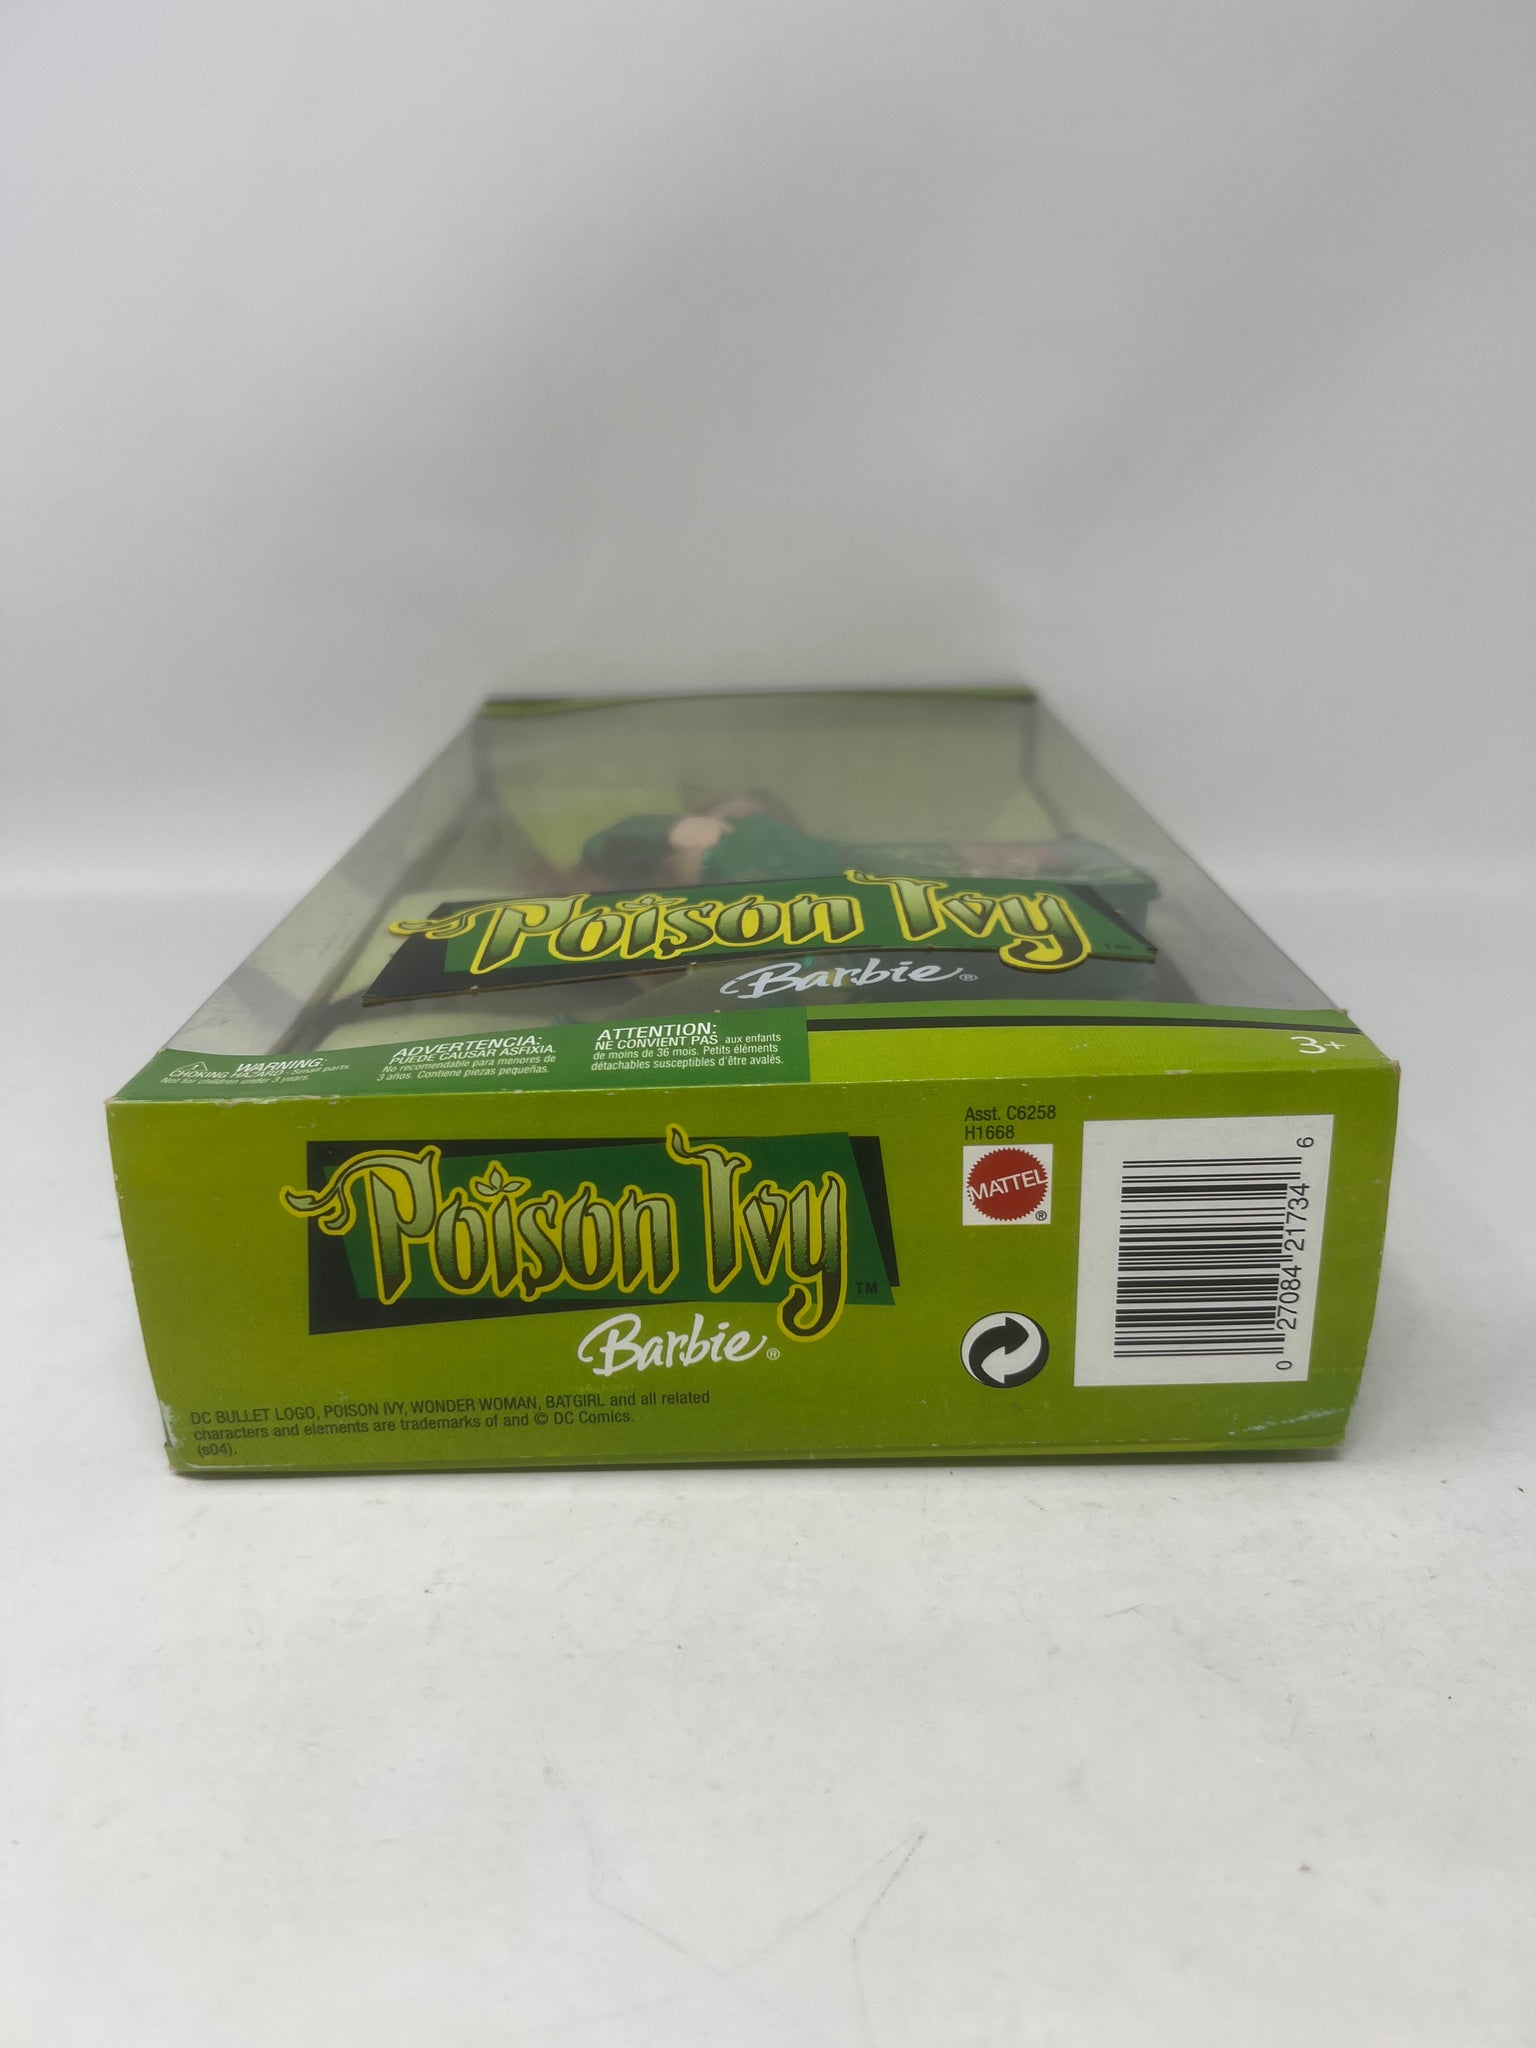 Poison Ivy™
Barbie®
WARNING:
CHOKING HAZARD - Small parts
Not for children under 3 years.
ADVERTENCIA:
PUEDE CAUSAR ASFIXIA.
No recomendable para menores de
3 años. Contiene piezas pequeñas.
ATTENTION:
NE CONVIENT PAS aux enfants
de moins de 36 mois. Petits éléments
détachables susceptibles d'être avalés.
3+
Poison Ivy™
Barbie®
Asst. C6258
H1668
MATTEL®
0 27084 21734 6
DC BULLET LOGO, POISON IVY, WONDER WOMAN, BATGIRL and all related
characters and elements are trademarks of and © DC Comics.
(s04).